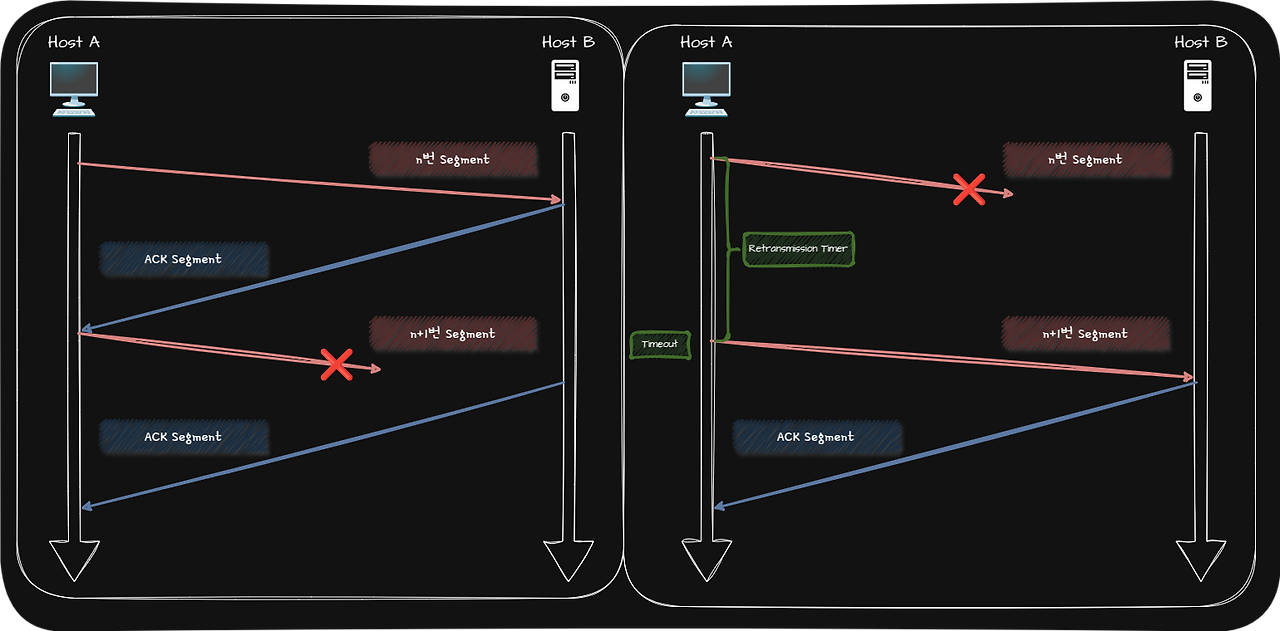 Host A
Host B
n번 Segment
ACK Segment
n+1번 Segment
ACK Segment
Host A
Host B
n번 Segment
Retransmission Timer
n+1번 Segment
Timeout
ACK Segment